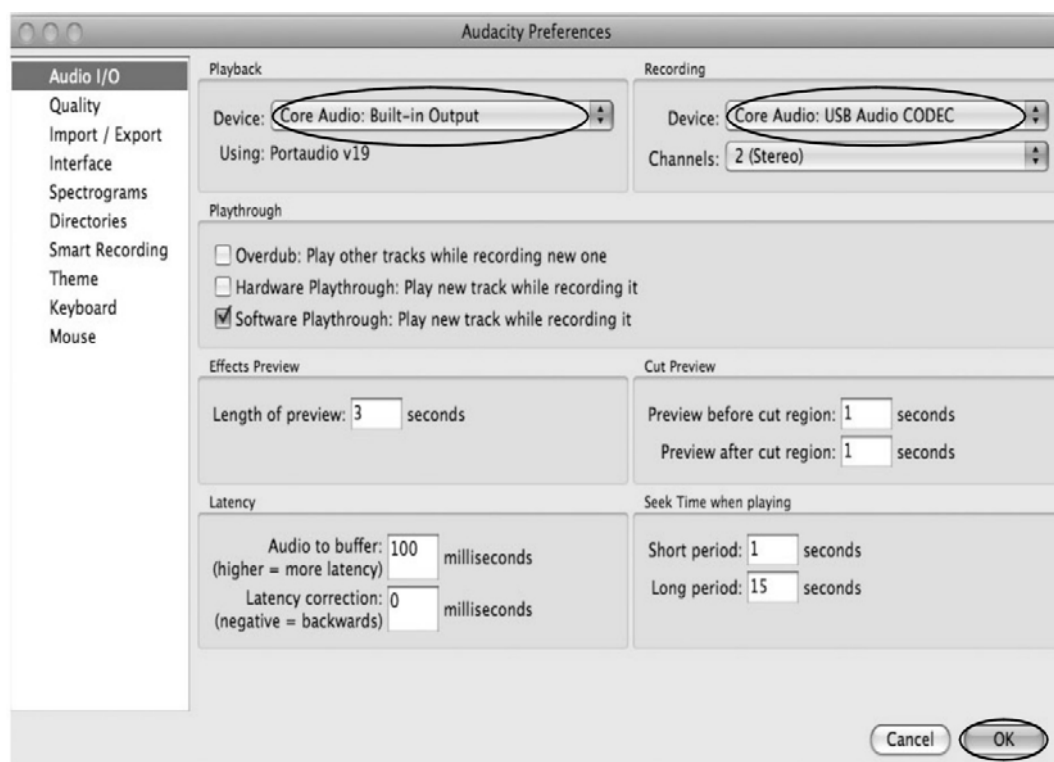 Audacity Preferences
Audio I/O
Quality
Import / Export
Interface
Spectrograms
Directories
Smart Recording
Theme
Keyboard
Mouse
Playback
Device: Core Audio: Built-in Output
Using: Portaudio v19
Recording
Device: Core Audio: USB Audio CODEC
Channels: 2 (Stereo)
Playthrough
Overdub: Play other tracks while recording new one
Hardware Playthrough: Play new track while recording it
Software Playthrough: Play new track while recording it
Effects Preview
Length of preview: 3 seconds
Cut Preview
Preview before cut region: 1 seconds
Preview after cut region: 1 seconds
Latency
Audio to buffer: 100 milliseconds
(higher = more latency)
Latency correction: 0 milliseconds
(negative = backwards)
Seek Time when playing
Short period: 1 seconds
Long period: 15 seconds
Cancel
OK